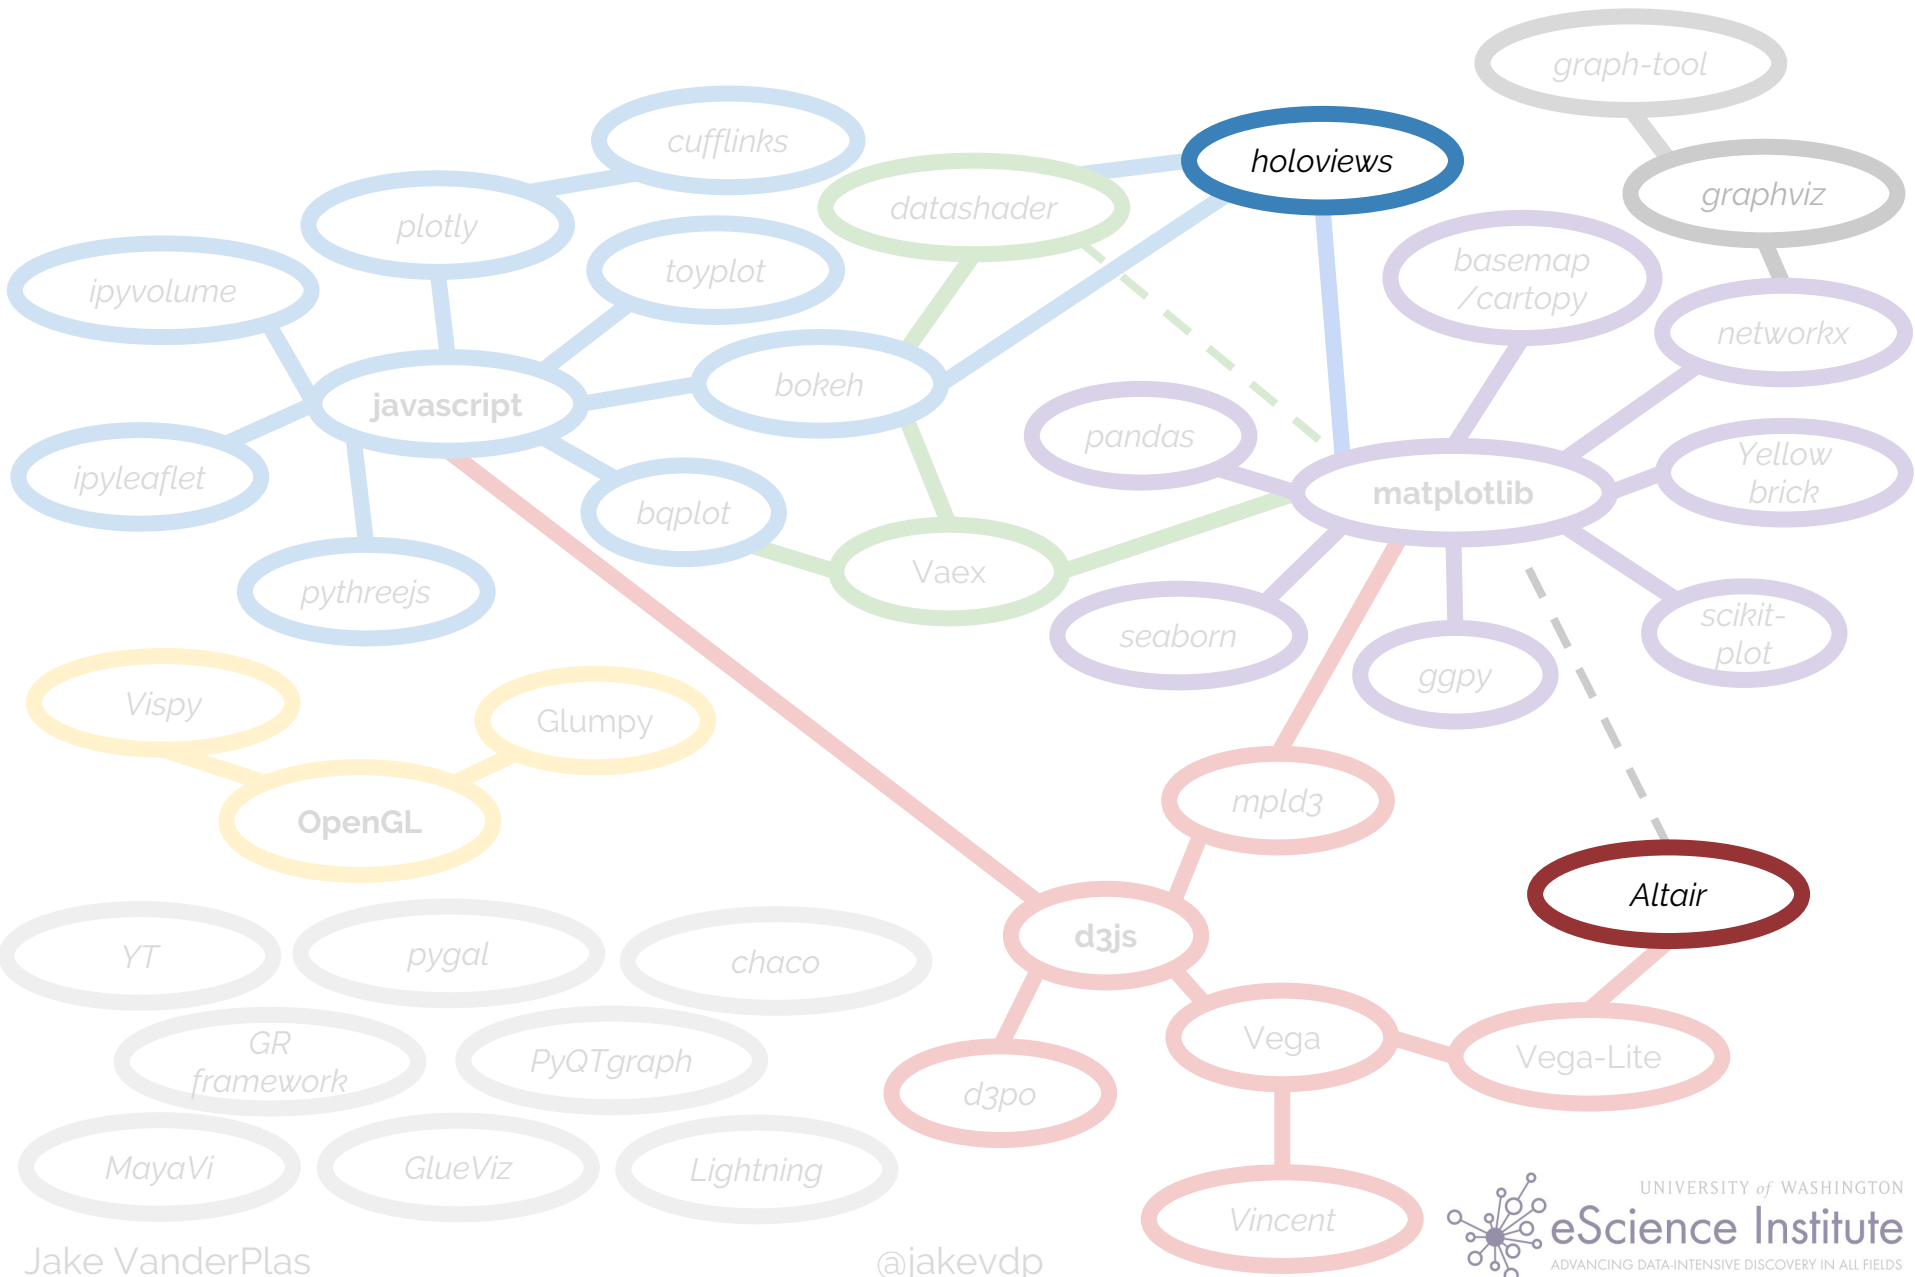 graph-tool
cufflinks
holoviews
datashader
graphviz
plotly
toyplot
basemap
/cartopy
ipyvolume
networkx
javascript
bokeh
pandas
Yellow
brick
matplotlib
ipyleaflet
bqplot
Vaex
pythreejs
seaborn
scikit-
plot
ggpy
Vispy
Glumpy
mpld3
OpenGL
Altair
d3js
YT
pygal
chaco
GR
framework
PyQTgraph
Vega
Vega-Lite
d3po
MayaVi
GlueViz
Lightning
Vincent
UNIVERSITY of WASHINGTON
eScience Institute
ADVANCING DATA-INTENSIVE DISCOVERY IN ALL FIELDS
Jake VanderPlas
@jakevdp